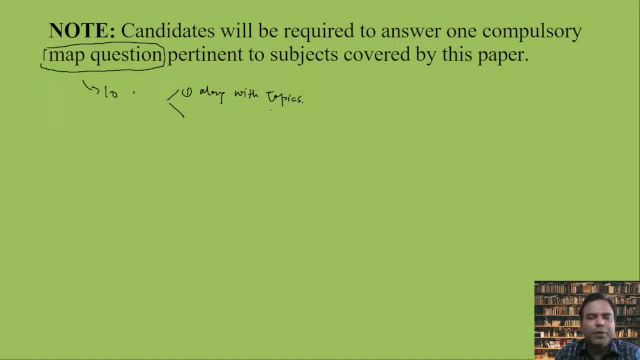 NOTE: Candidates will be required to answer one compulsory
map question pertinent to subjects covered by this paper.
10
① along with Topics.